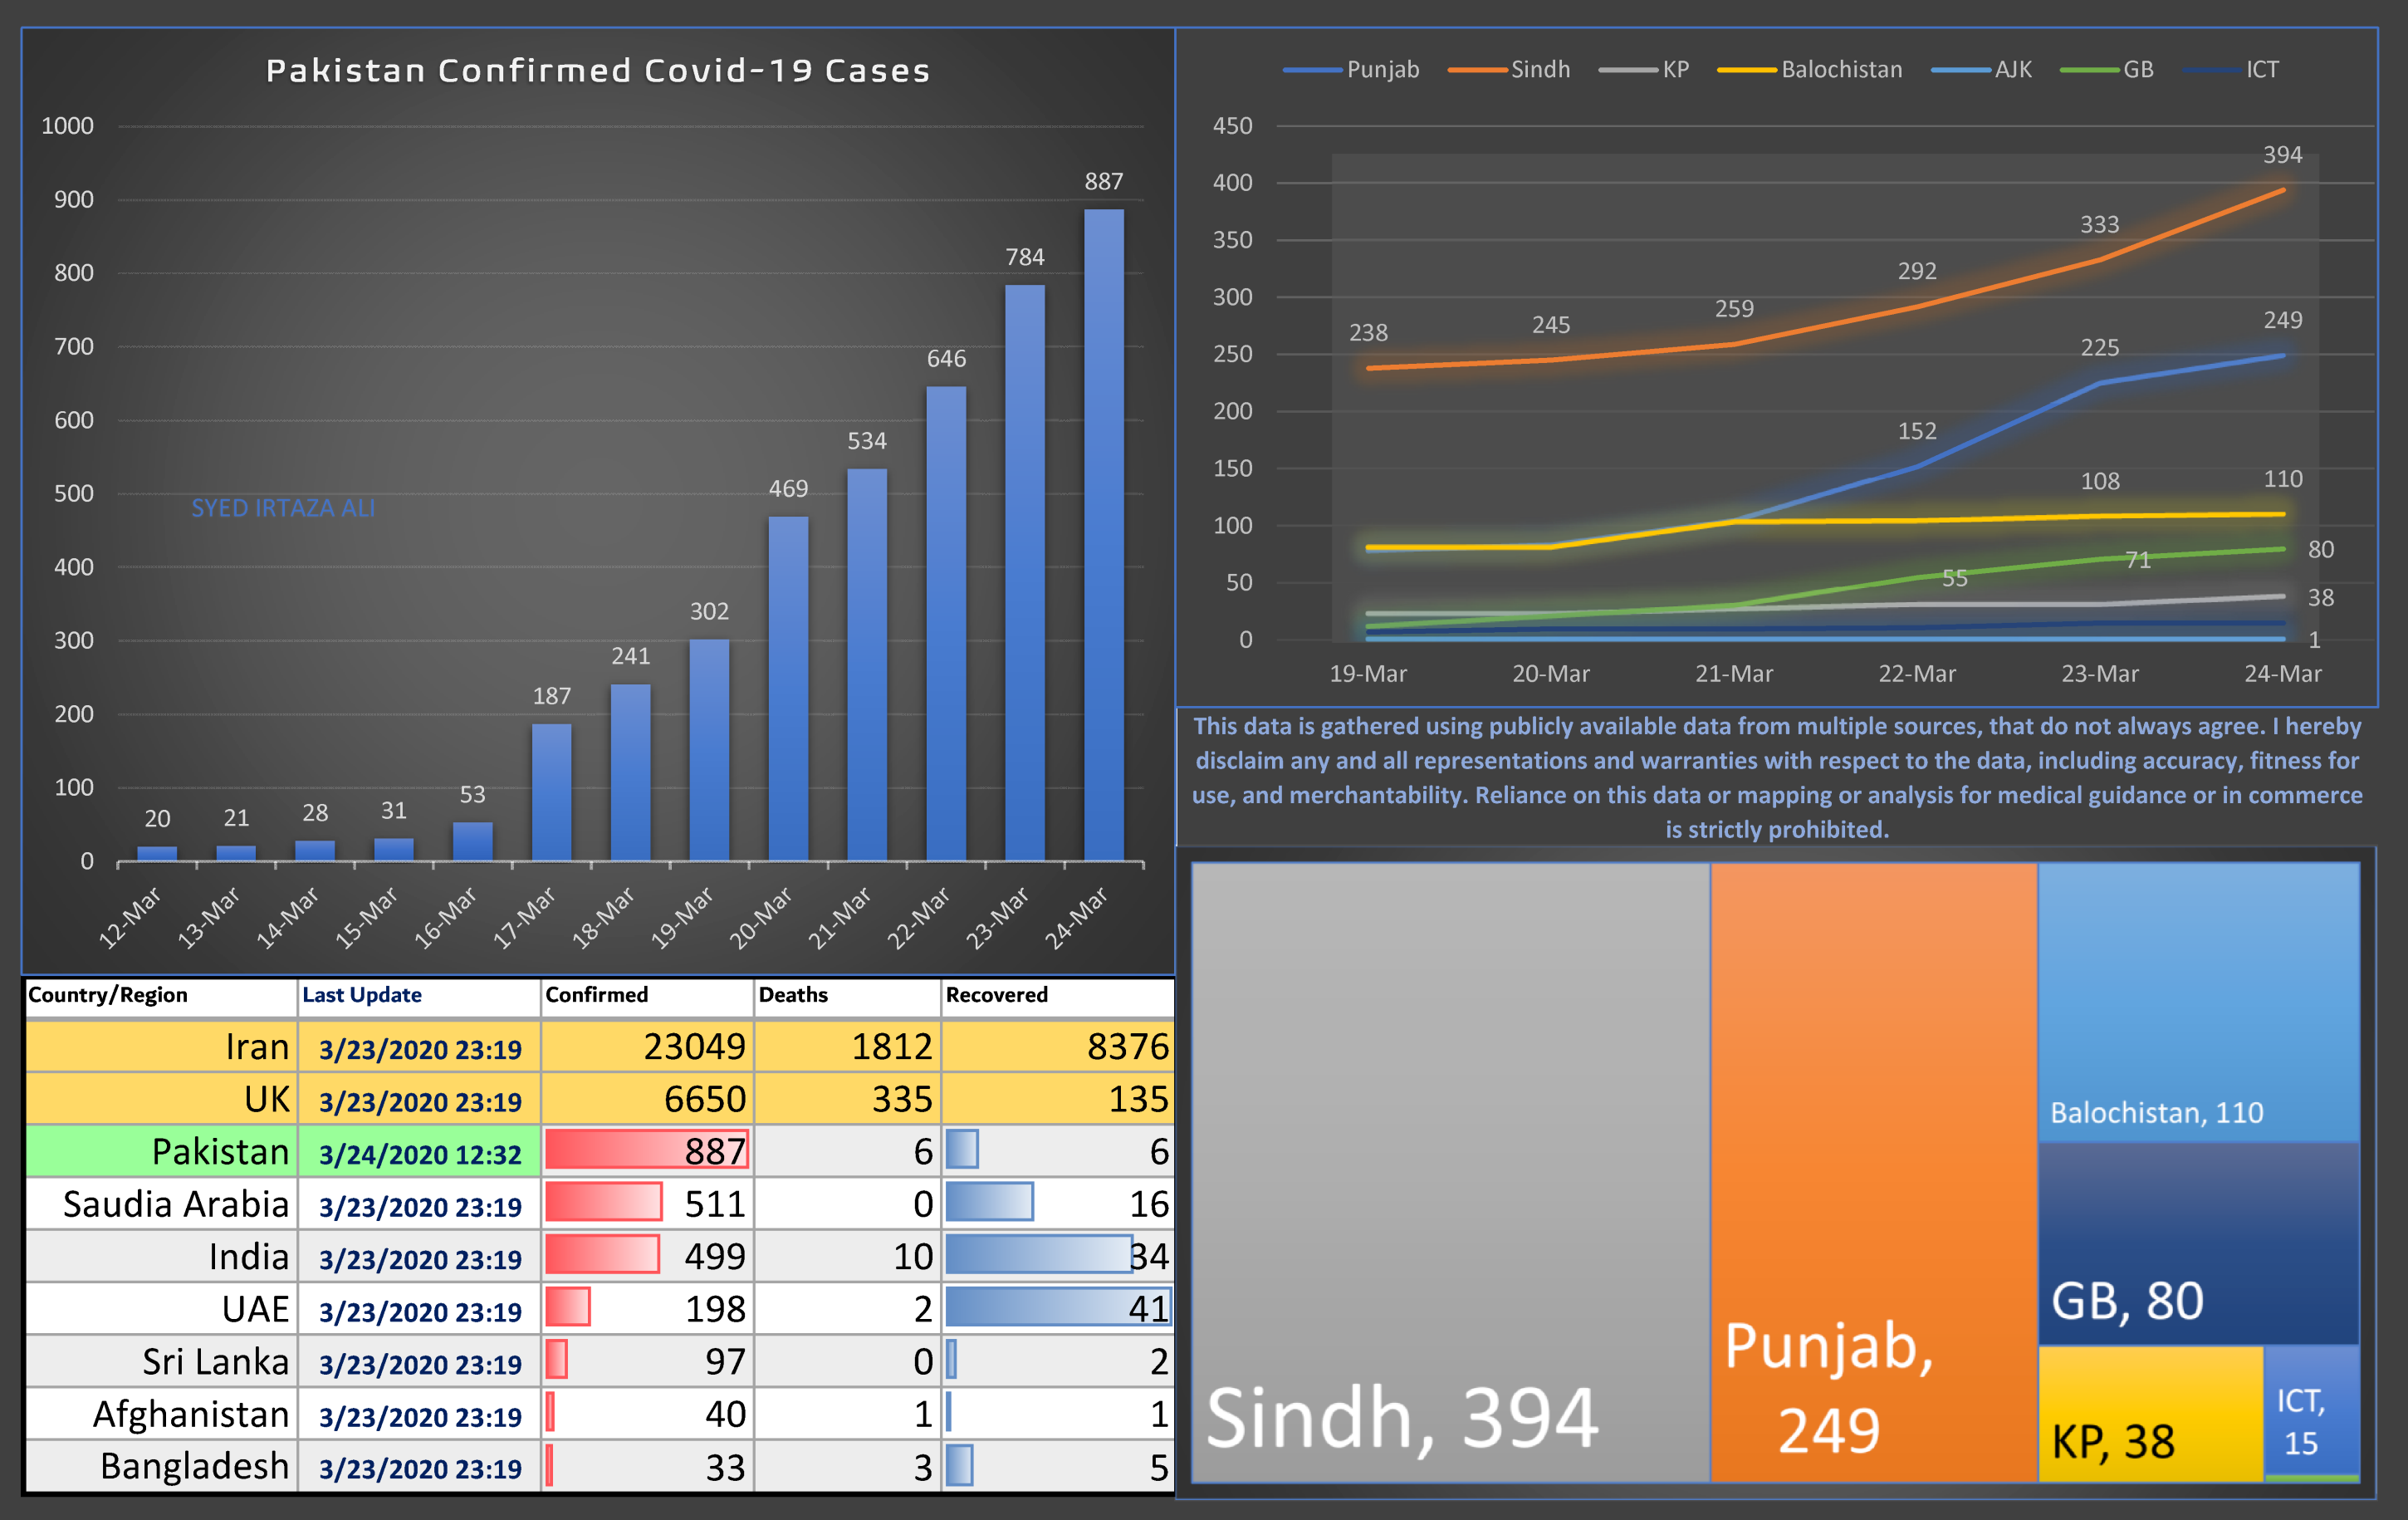 Pakistan Confirmed Covid-19 Cases
1000
900
800
700
600
500
400
300
200
100
0
20
21
28
31
53
187
241
302
469
534
646
784
887
SYED IRTAZA ALI
12-Mar
13-Mar
14-Mar
15-Mar
16-Mar
17-Mar
18-Mar
19-Mar
20-Mar
21-Mar
22-Mar
23-Mar
24-Mar
Punjab Sindh KP Balochistan AJK GB ICT
450
400
350
300
250
200
150
100
50
0
238
245
259
292
333
394
152
225
249
108
110
55
71
80
38
1
19-Mar 20-Mar 21-Mar 22-Mar 23-Mar 24-Mar
This data is gathered using publicly available data from multiple sources, that do not always agree. I hereby
disclaim any and all representations and warranties with respect to the data, including accuracy, fitness for
use, and merchantability. Reliance on this data or mapping or analysis for medical guidance or in commerce
is strictly prohibited.
Country/Region Last Update Confirmed Deaths Recovered
Iran 3/23/2020 23:19 23049 1812 8376
UK 3/23/2020 23:19 6650 335 135
Pakistan 3/24/2020 12:32 887 6 6
Saudia Arabia 3/23/2020 23:19 511 0 16
India 3/23/2020 23:19 499 10 34
UAE 3/23/2020 23:19 198 2 41
Sri Lanka 3/23/2020 23:19 97 0 2
Afghanistan 3/23/2020 23:19 40 1 1
Bangladesh 3/23/2020 23:19 33 3 5
Sindh, 394
Punjab,
249
Balochistan, 110
GB, 80
KP, 38
ICT,
15